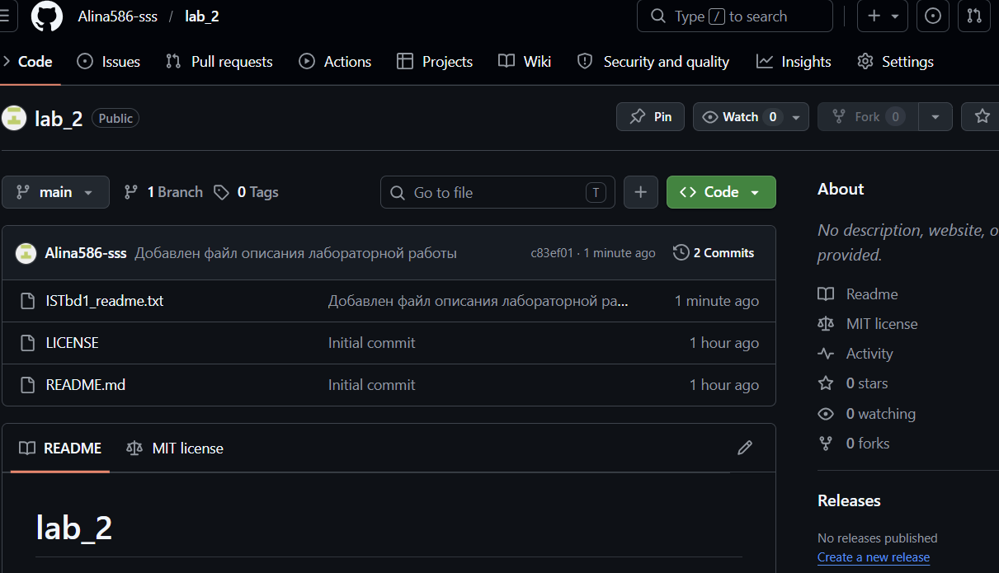 Alina586-sss / lab_2 Type / to search
Code Issues Pull requests Actions Projects Wiki Security and quality Insights Settings
lab_2 Public Pin Watch 0 Fork 0
main 1 Branch 0 Tags Go to file T Code
About
No description, website, o
provided.
Alina586-sss Добавлен файл описания лабораторной работы c83ef01 · 1 minute ago 2 Commits
ISTbd1_readme.txt Добавлен файл описания лабораторной ра... 1 minute ago
LICENSE Initial commit 1 hour ago
README.md Initial commit 1 hour ago
Readme
MIT license
Activity
0 stars
0 watching
0 forks
README MIT license
lab_2
Releases
No releases published
Create a new release